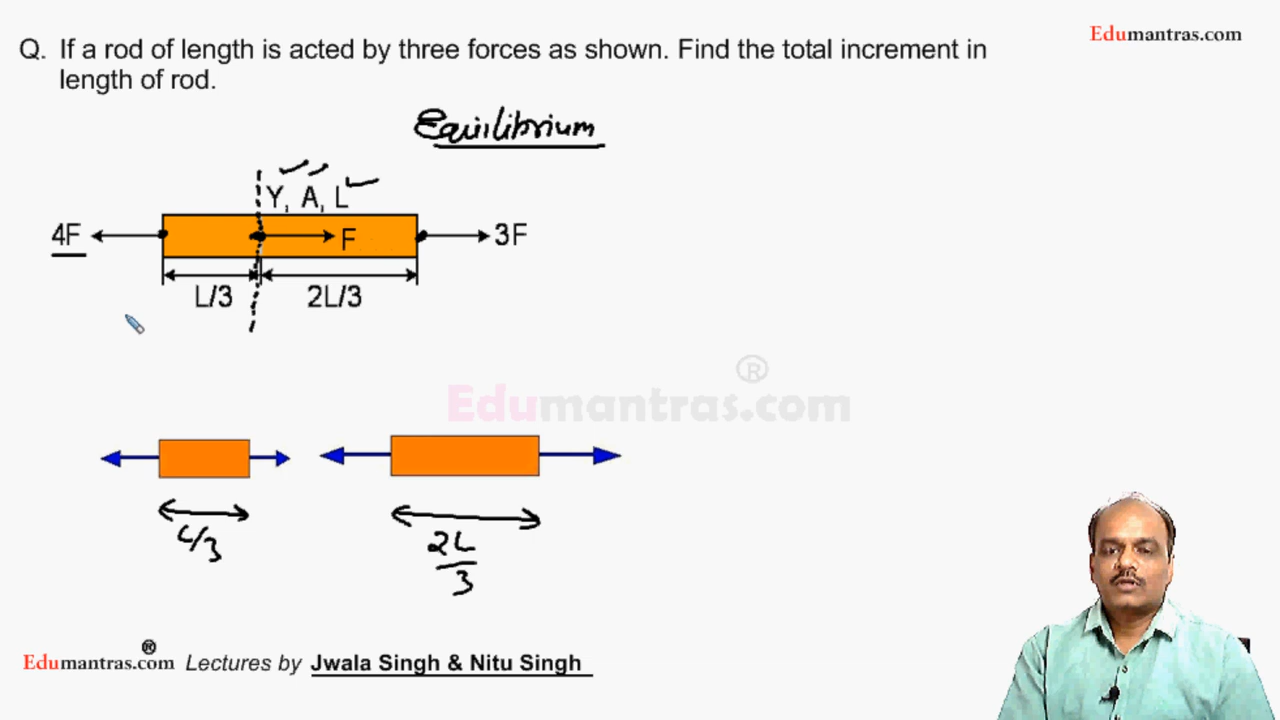 Q. If a rod of length is acted by three forces as shown. Find the total increment in
length of rod.
Edumantras.com
Equilibrium
Y, A, L
4F
F
3F
L/3
2L/3
Edumantras.com
®
L/3
2L
3
Edumantras.com® Lectures by Jwala Singh & Nitu Singh